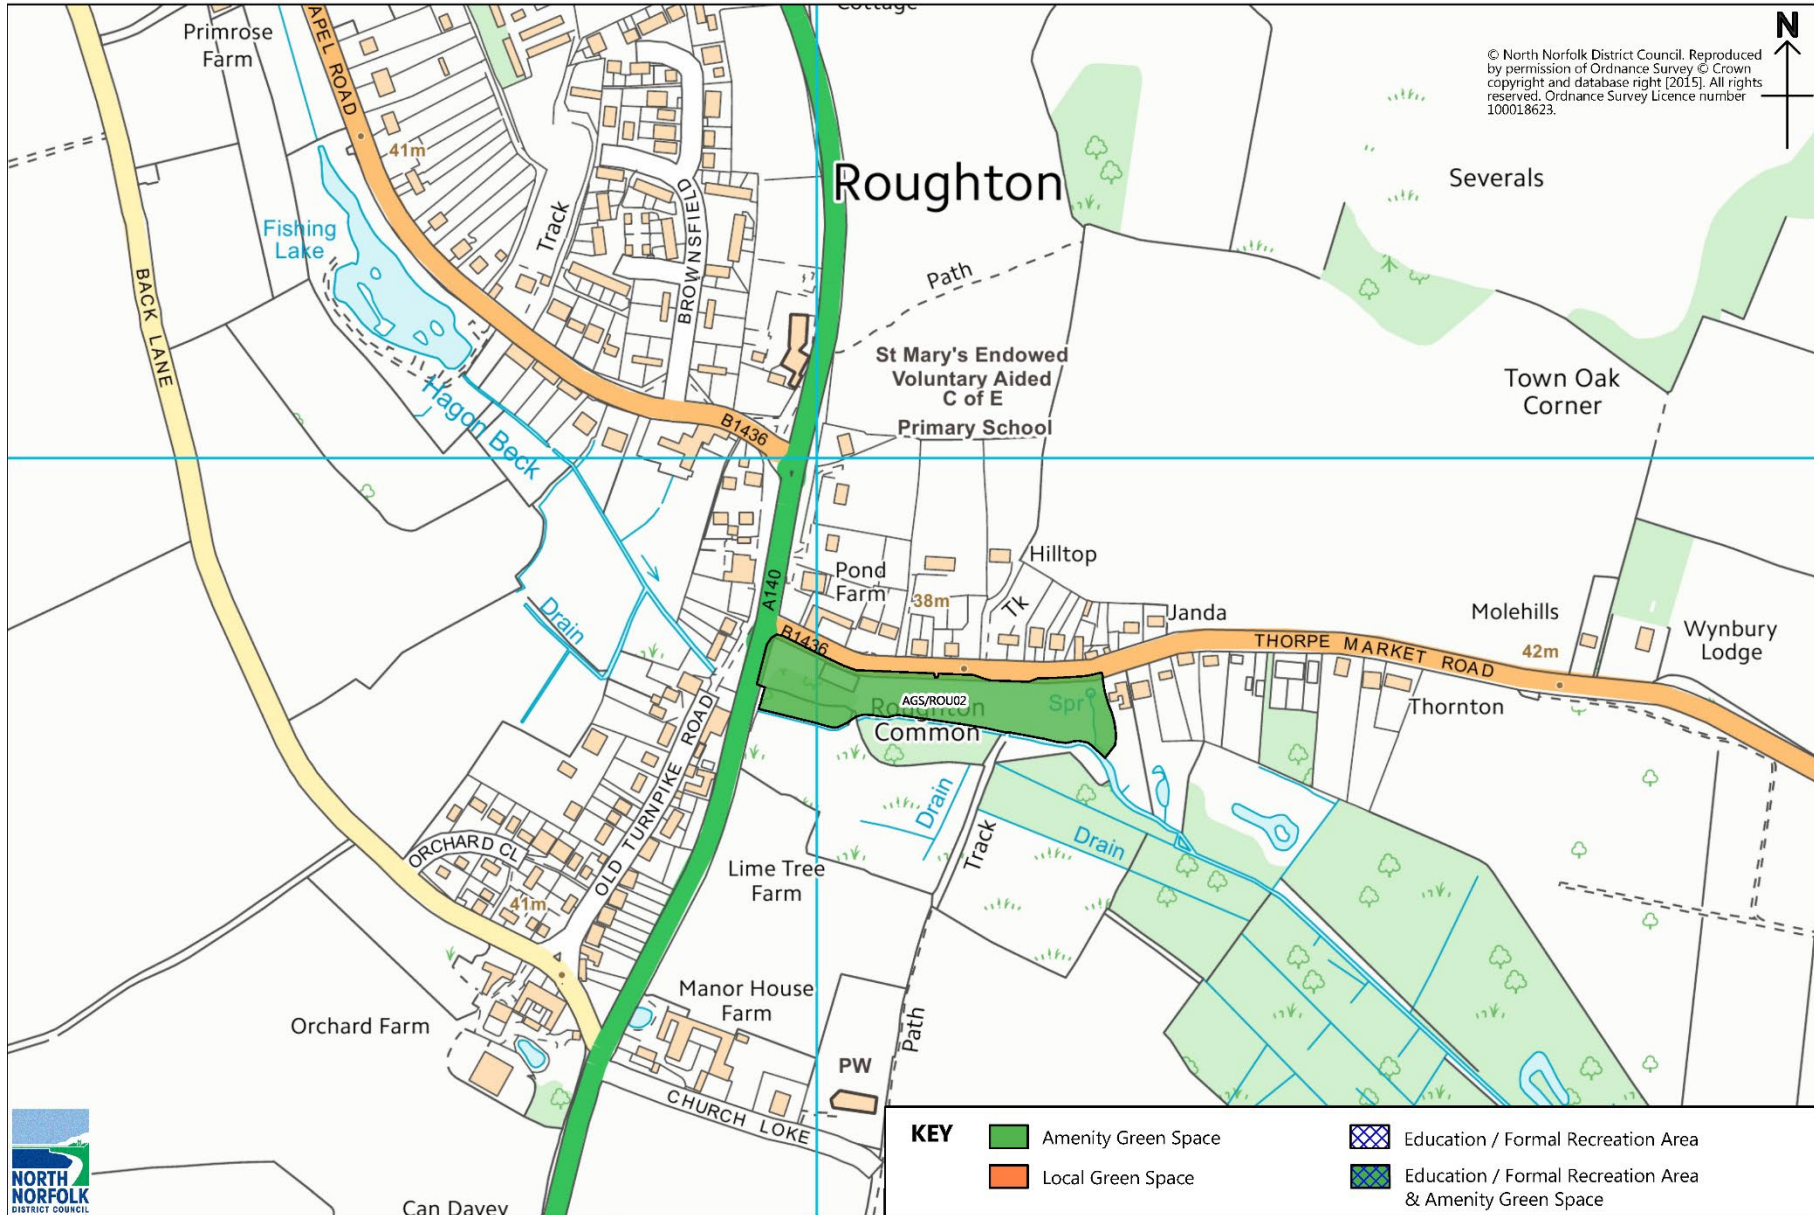 Cottage
Primrose
Farm
APEL ROAD
N
© North Norfolk District Council. Reproduced
by permission of Ordnance Survey © Crown
copyright and database right [2015]. All rights
reserved. Ordnance Survey Licence number
100018623.
41m
Roughton
Severals
Fishing
Lake
Track
BROWNSFIELD
Path
BACK LANE
St Mary's Endowed
Voluntary Aided
C of E
Primary School
Town Oak
Corner
Hagon Beck
B1436
A140
Pond
Farm
38m
Hilltop
Tk
Janda
Molehills
Wynbury
Lodge
Drain
B1436
THORPE MARKET ROAD
42m
AGS/ROU02
Roughton
Common
Spr
Thornton
OLD TURNPIKE ROAD
Drain
Drain
Track
ORCHARD CL
Lime Tree
Farm
41m
Manor House
Farm
Orchard Farm
Path
PW
CHURCH LOKE
Can Davey
NORTH
NORFOLK
DISTRICT COUNCIL
KEY
Amenity Green Space
Local Green Space
Education / Formal Recreation Area
Education / Formal Recreation Area
& Amenity Green Space